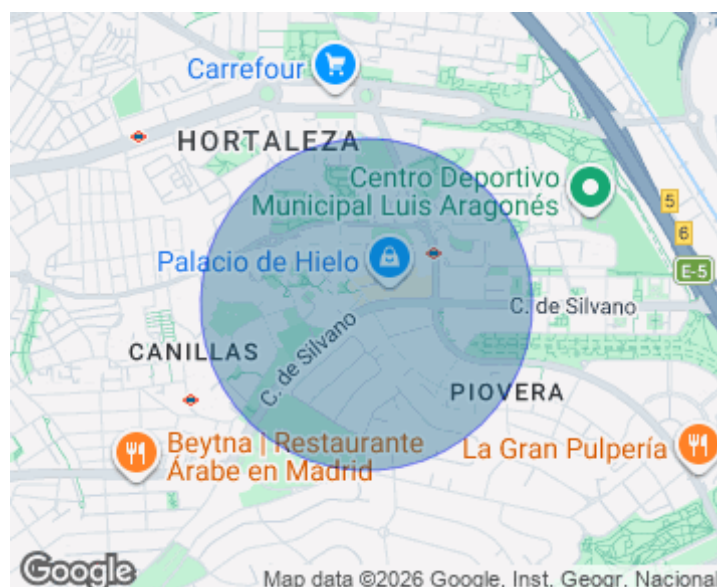 Carrefour
HORTALEZA
Centro Deportivo
Municipal Luis Aragonés
5
6
E-5
Palacio de Hielo
C. de Silvano
C. de Silvano
CANILLAS
PIOVERA
Beytna | Restaurante
Árabe en Madrid
La Gran Pulpería
Google
Map data ©2026 Google, Inst. Geogr. Nacional